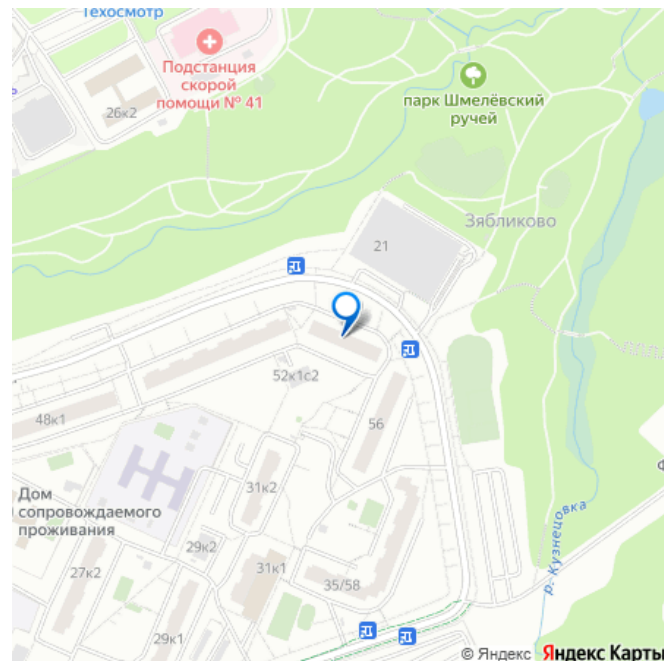 Техосмотр
Подстанция
скорой
помощи № 41
26к2
парк Шмелёвский
ручей
Зябликово
21
52к1с2
48к1
56
Дом
сопровождаемого
проживания
31к2
29к2
27к2
31к1
35/58
29к1
р. Кузнецовка
© Яндекс Яндекс Карты